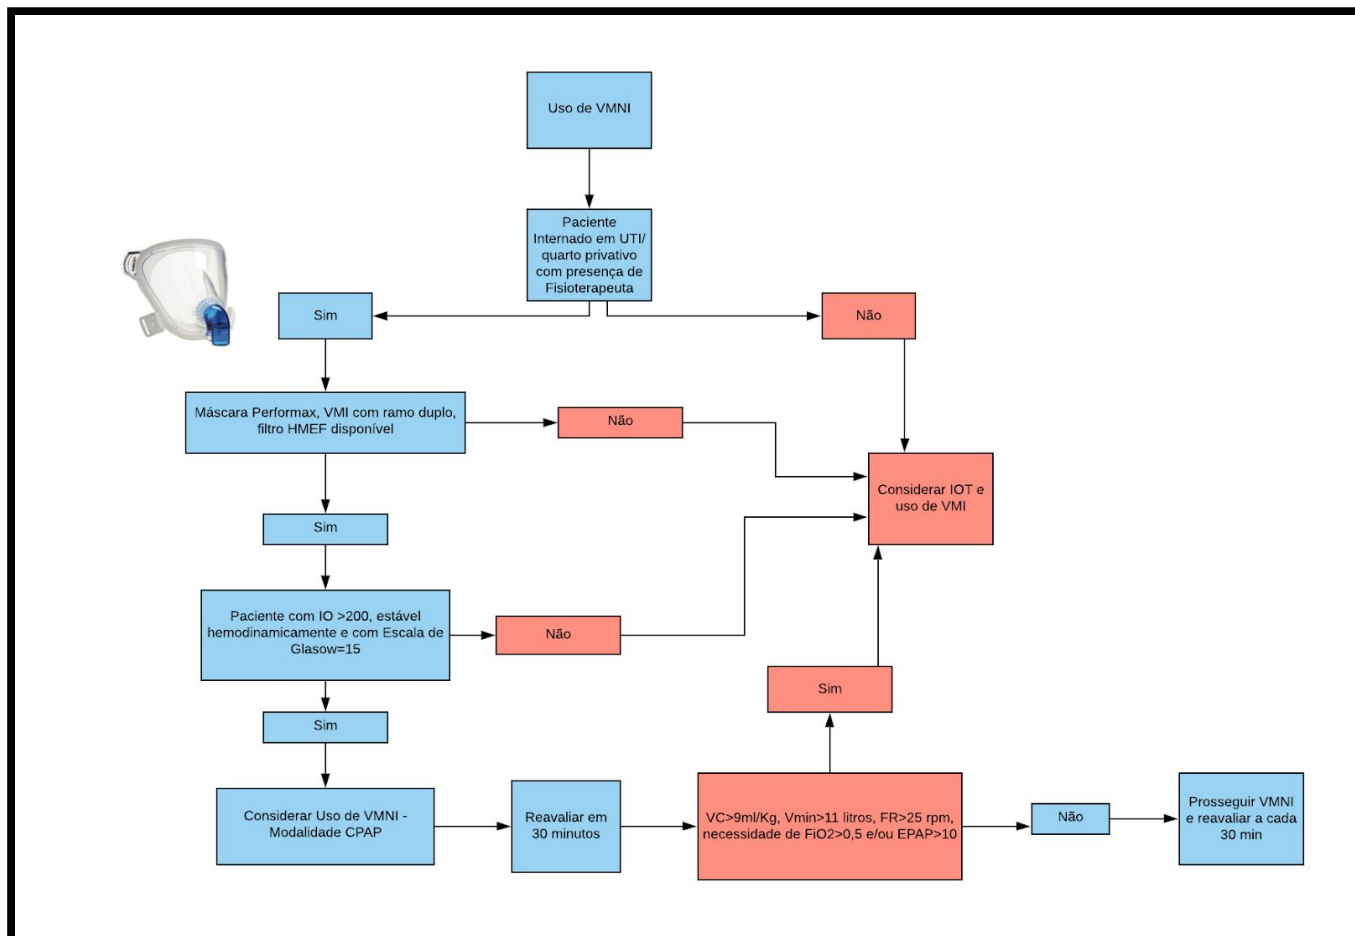 Uso de VMNI
Paciente
Internado em UTI/
quarto privativo
com presença de
Fisioterapeuta
Sim
Não
Máscara Performax, VMI com ramo duplo,
filtro HMEF disponível
Não
Considerar IOT e
uso de VMI
Sim
Paciente com IO >200, estável
hemodinamicamente e com Escala de
Glasow=15
Não
Sim
Sim
Considerar Uso de VMNI -
Modalidade CPAP
Reavaliar em
30 minutos
VC>9ml/Kg, Vmin>11 litros, FR>25 rpm,
necessidade de FiO2>0,5 e/ou EPAP>10
Não
Prosseguir VMNI
e reavaliar a cada
30 min